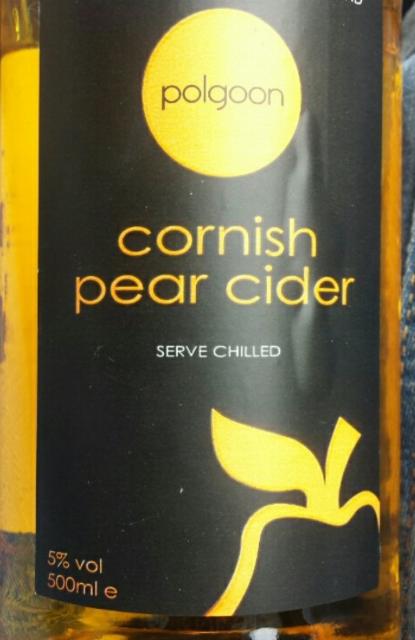 polgoon
cornish
pear cider
SERVE CHILLED
5% vol
500ml e